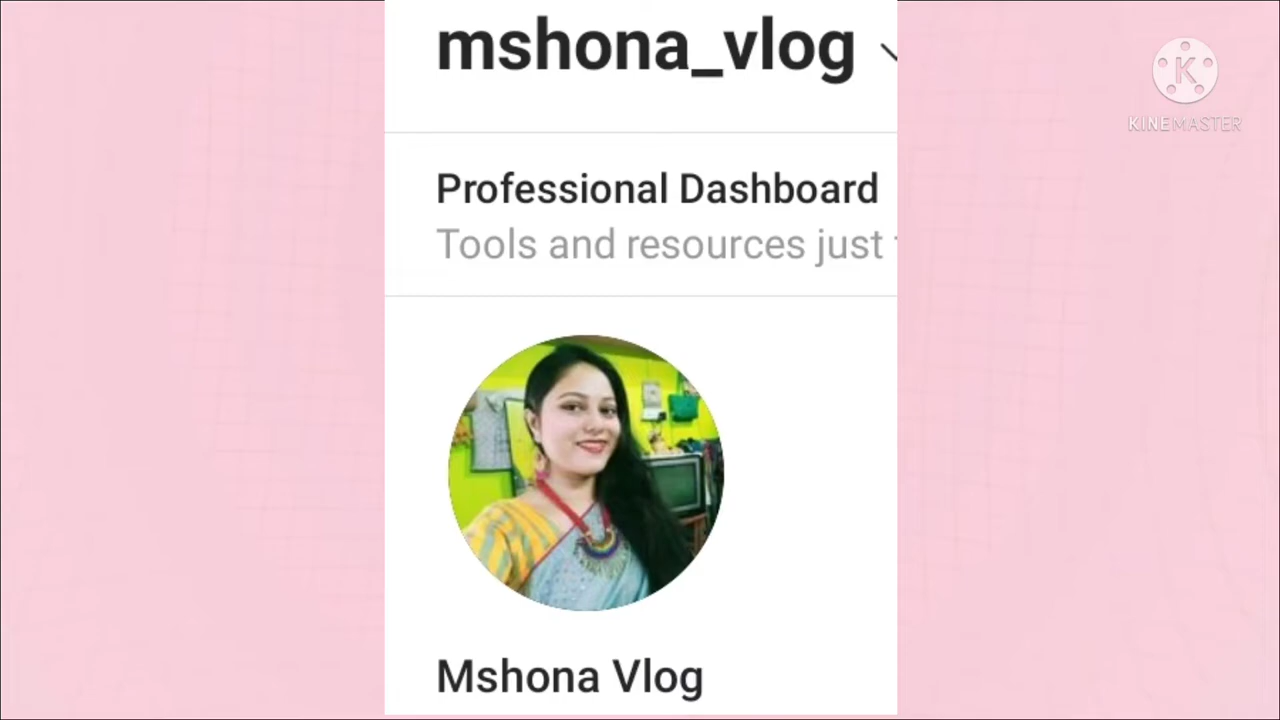 mshona_vlog
K
KINEMASTER
Professional Dashboard
Tools and resources just
Mshona Vlog